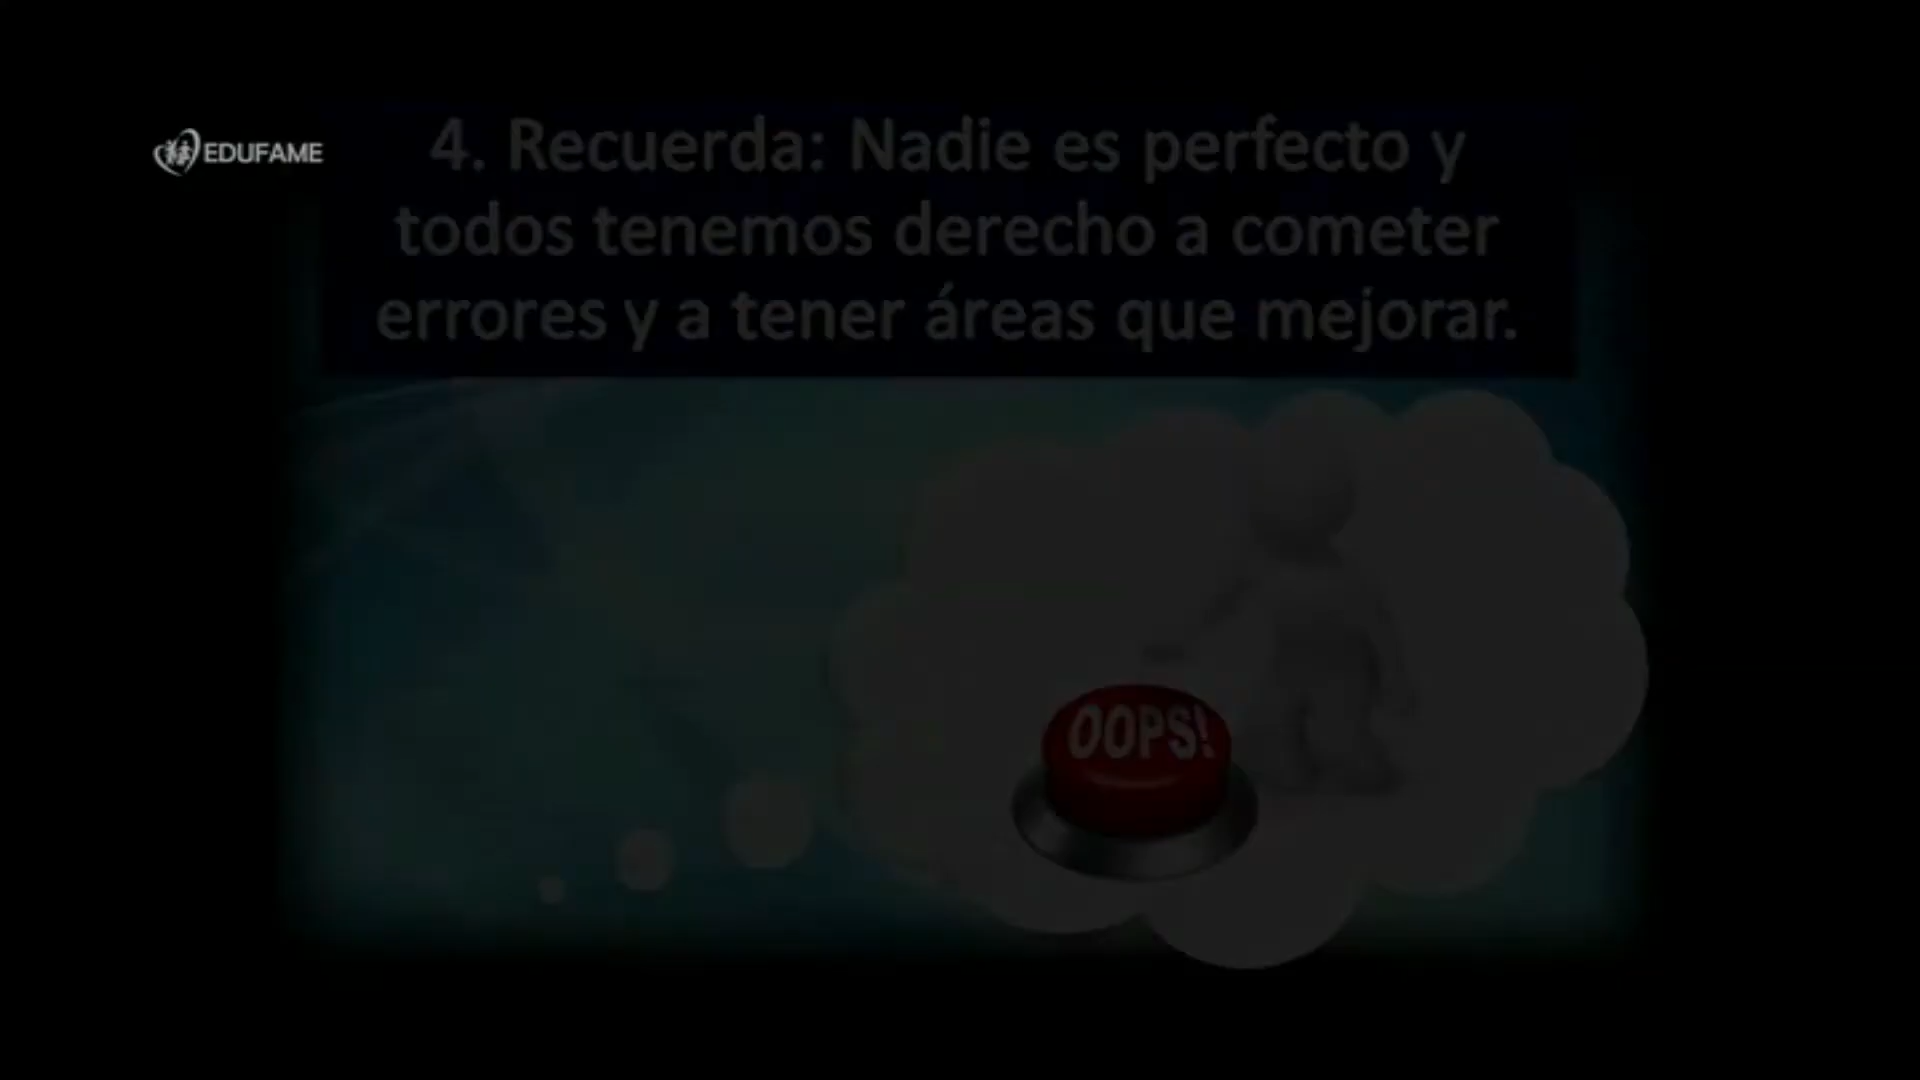 EDUFAME
4. Recuerda: Nadie es perfecto y
todos tenemos derecho a cometer
errores y a tener áreas que mejorar.
OOPS!